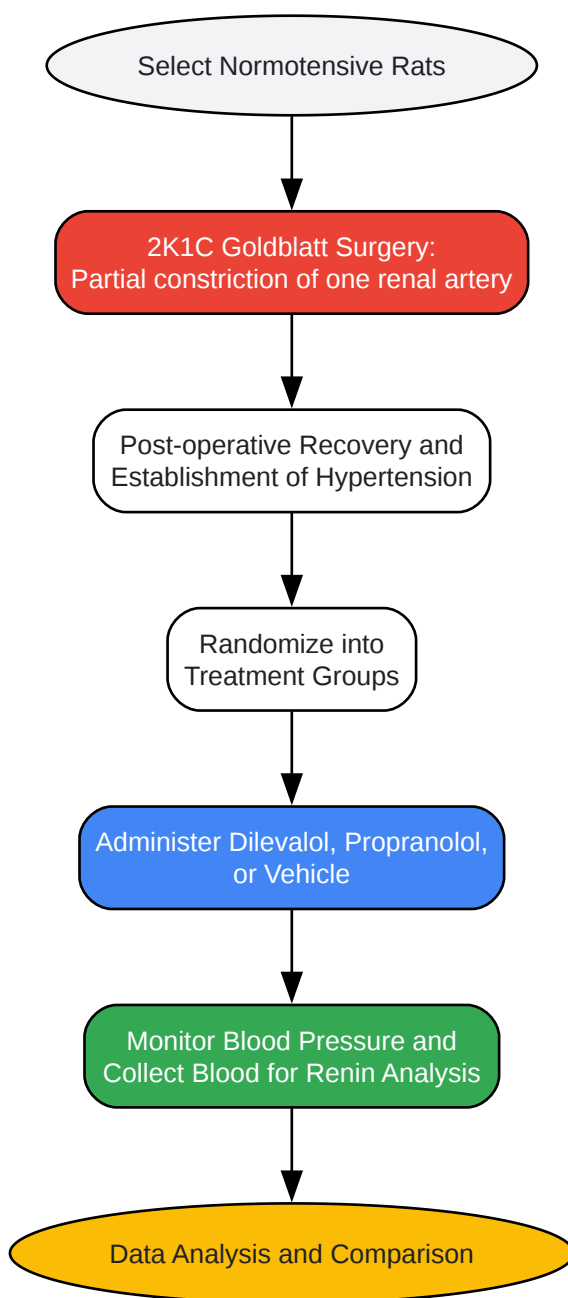 Select Normotensive Rats
2K1C Goldblatt Surgery:
Partial constriction of one renal artery
Post-operative Recovery and
Establishment of Hypertension
Randomize into
Treatment Groups
Administer Dilevalol, Propranolol,
or Vehicle
Monitor Blood Pressure and
Collect Blood for Renin Analysis
Data Analysis and Comparison